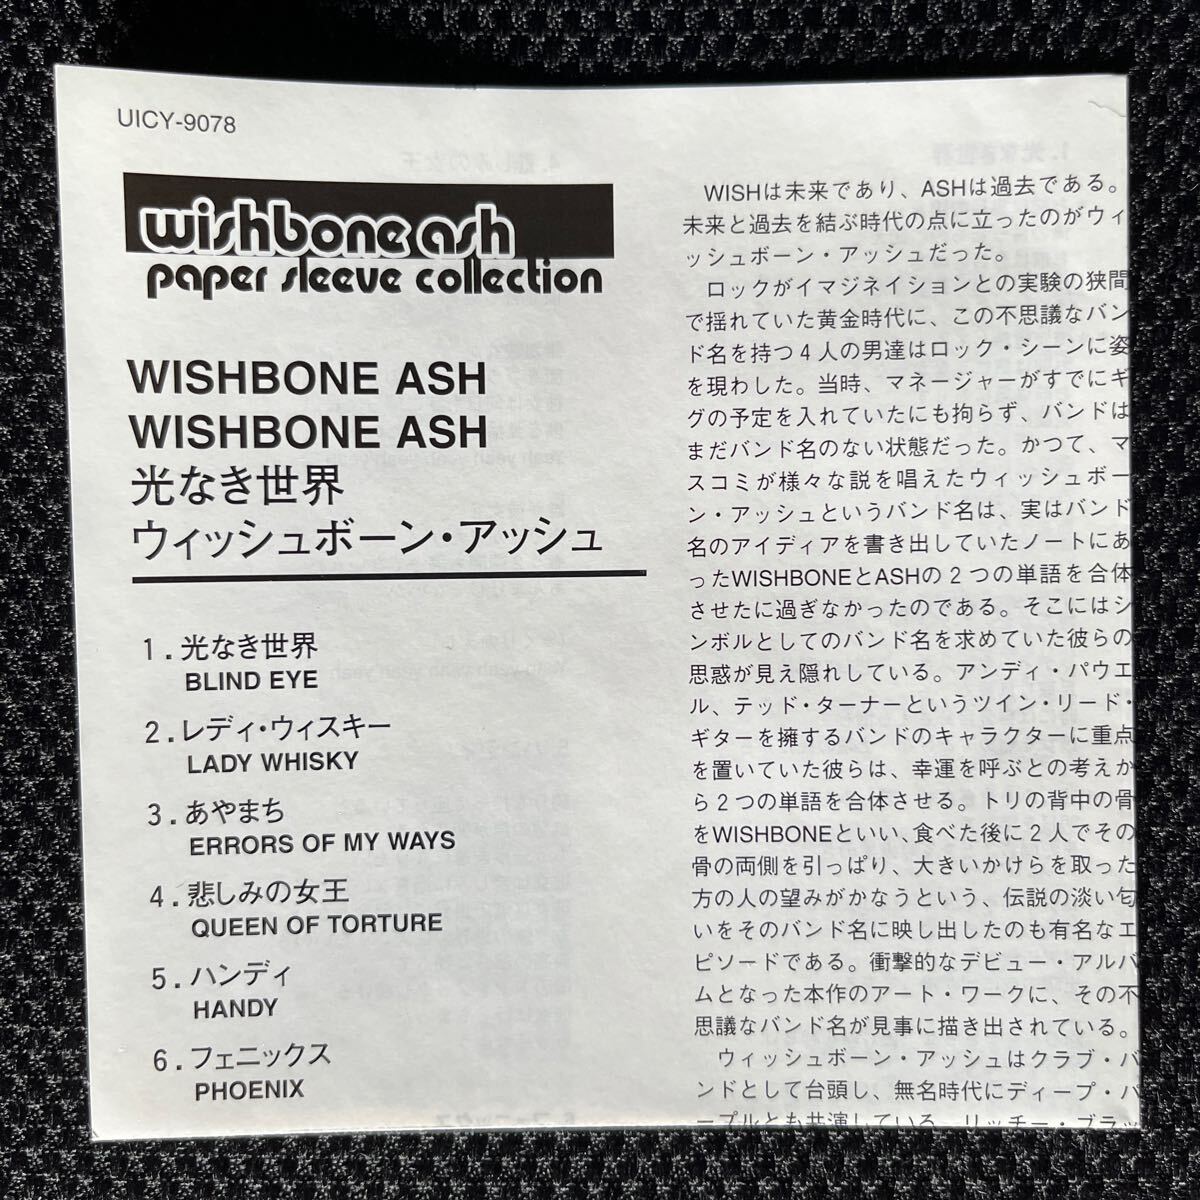 UICY-9078
wishbone ash
paper sleeve collection
WISHBONE ASH
WISHBONE ASH
光なき世界
ウィッシュボーン・アッシュ
1.光なき世界
BLIND EYE
2.レディ・ウィスキー
LADY WHISKY
3.あやまち
ERRORS OF MY WAYS
4.悲しみの女王
QUEEN OF TORTURE
5.ハンディ
HANDY
6.フェニックス
PHOENIX
WISHは未来であり、ASHは過去である。
未来と過去を結ぶ時代の点に立ったのがウィ
ッシュボーン・アッシュだった。
ロックがイマジネイションとの実験の狭間
で揺れていた黄金時代に、この不思議なバン
ド名を持つ4人の男達はロック・シーンに姿
を現わした。当時、マネージャーがすでにギ
グの予定を入れていたにも拘らず、バンドは
まだバンド名のない状態だった。かつて、マ
スコミが様々な説を唱えたウィッシュボー
ン・アッシュというバンド名は、実はバンド
名のアイディアを書き出していたノートにあ
ったWISHBONEとASHの2つの単語を合体
させたに過ぎなかったのである。そこにはシ
ンボルとしてのバンド名を求めていた彼らの
思惑が見え隠れしている。アンディ・パウエ
ル、テッド・ターナーというツイン・リード・
ギターを擁するバンドのキャラクターに重点
を置いていた彼らは、幸運を呼ぶとの考えか
ら2つの単語を合体させる。トリの背中の骨
をWISHBONEといい、食べた後に2人でその
骨の両側を引っぱり、大きいかけらを取った
方の人の望みがかなうという、伝説の淡い匂
いをそのバンド名に映し出したのも有名なエ
ピソードである。衝撃的なデビュー・アルバ
ムとなった本作のアート・ワークに、その不
思議なバンド名が見事に描き出されている。
ウィッシュボーン・アッシュはクラブ・バ
ンドとして台頭し、無名時代にディープ・パ
ープルとも共演している。リッチー・ブラッ